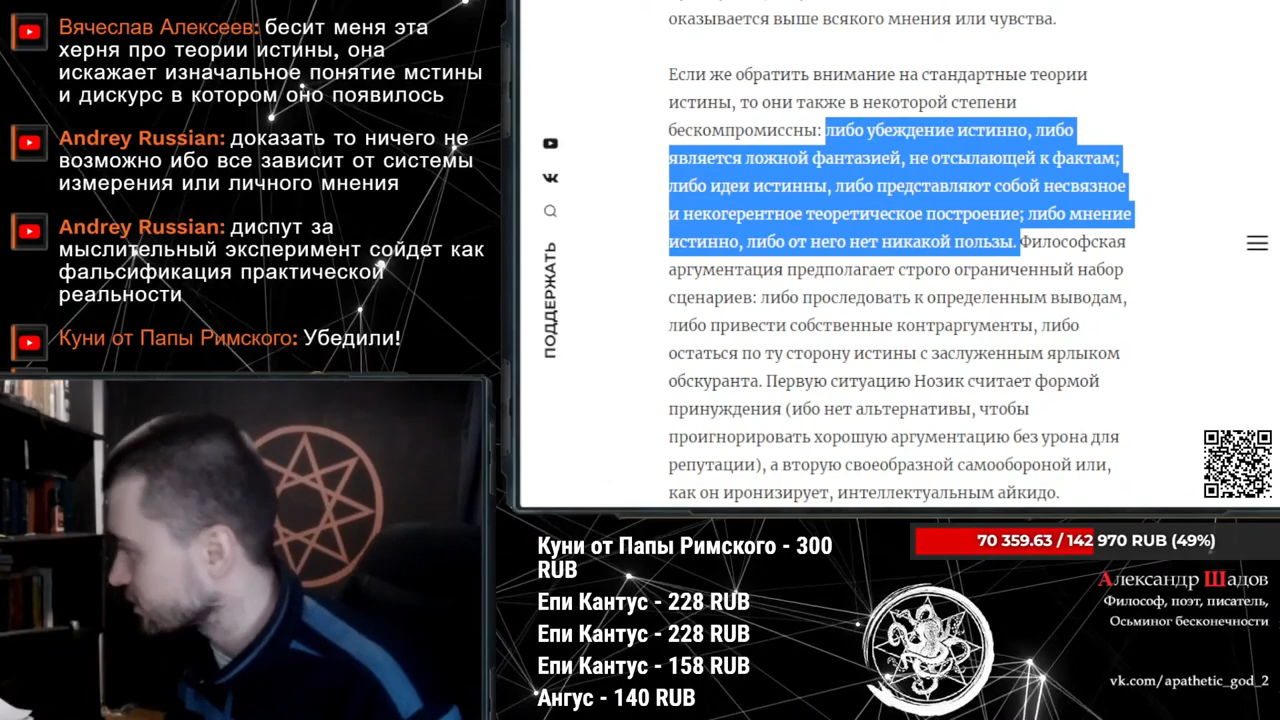 Вячеслав Алексеев: бесит меня эта
херня про теории истины, она
искажает изначальное понятие мстины
и дискурс в котором оно появилось
Andrey Russian: доказать то ничего не
возможно ибо все зависит от системы
измерения или личного мнения
Andrey Russian: диспут за
мыслительный эксперимент сойдет как
фальсификация практической
реальности
Куни от Папы Римского: Убедили!
ПОДДЕРЖАТЬ
оказывается выше всякого мнения или чувства.
Если же обратить внимание на стандартные теории
истины, то они также в некоторой степени
бескомпромиссны: либо убеждение истинно, либо
является ложной фантазией, не отсылающей к фактам;
либо идеи истинны, либо представляют собой несвязное
и некогерентное теоретическое построение; либо мнение
истинно, либо от него нет никакой пользы. Философская
аргументация предполагает строго ограниченный набор
сценариев: либо проследовать к определенным выводам,
либо привести собственные контраргументы, либо
остаться по ту сторону истины с заслуженным ярлыком
обскуранта. Первую ситуацию Нозик считает формой
принуждения (ибо нет альтернативы, чтобы
проигнорировать хорошую аргументацию без урона для
репутации), а вторую своеобразной самообороной или,
как он иронизирует, интеллектуальным айкидо.
Куни от Папы Римского - 300
RUB
Епи Кантус - 228 RUB
Епи Кантус - 228 RUB
Епи Кантус - 158 RUB
Ангус - 140 RUB
70 359.63 / 142 970 RUB (49%)
Александр Шадов
Философ, поэт, писатель,
Осьминог бесконечности
vk.com/apathetic_god_2